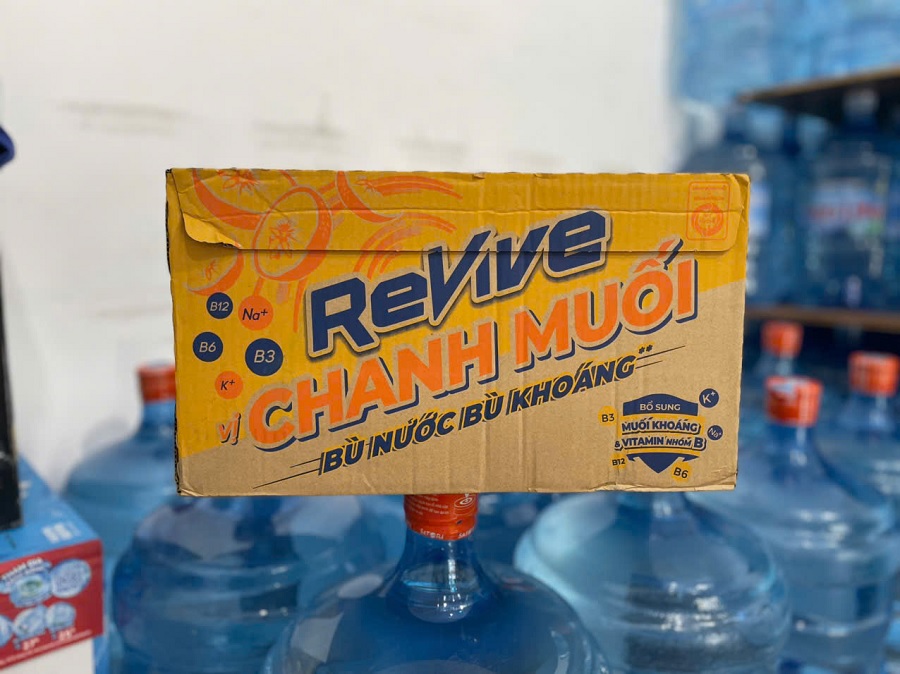 ReVive
B12
Na+
B6
B3
K+
vị CHANH MUỐI
BÙ NƯỚC BÙ KHOÁNG**
K+
BỔ SUNG
B3
MUỐI KHOÁNG
Na+
& VITAMIN NHÓM B
B12
B6